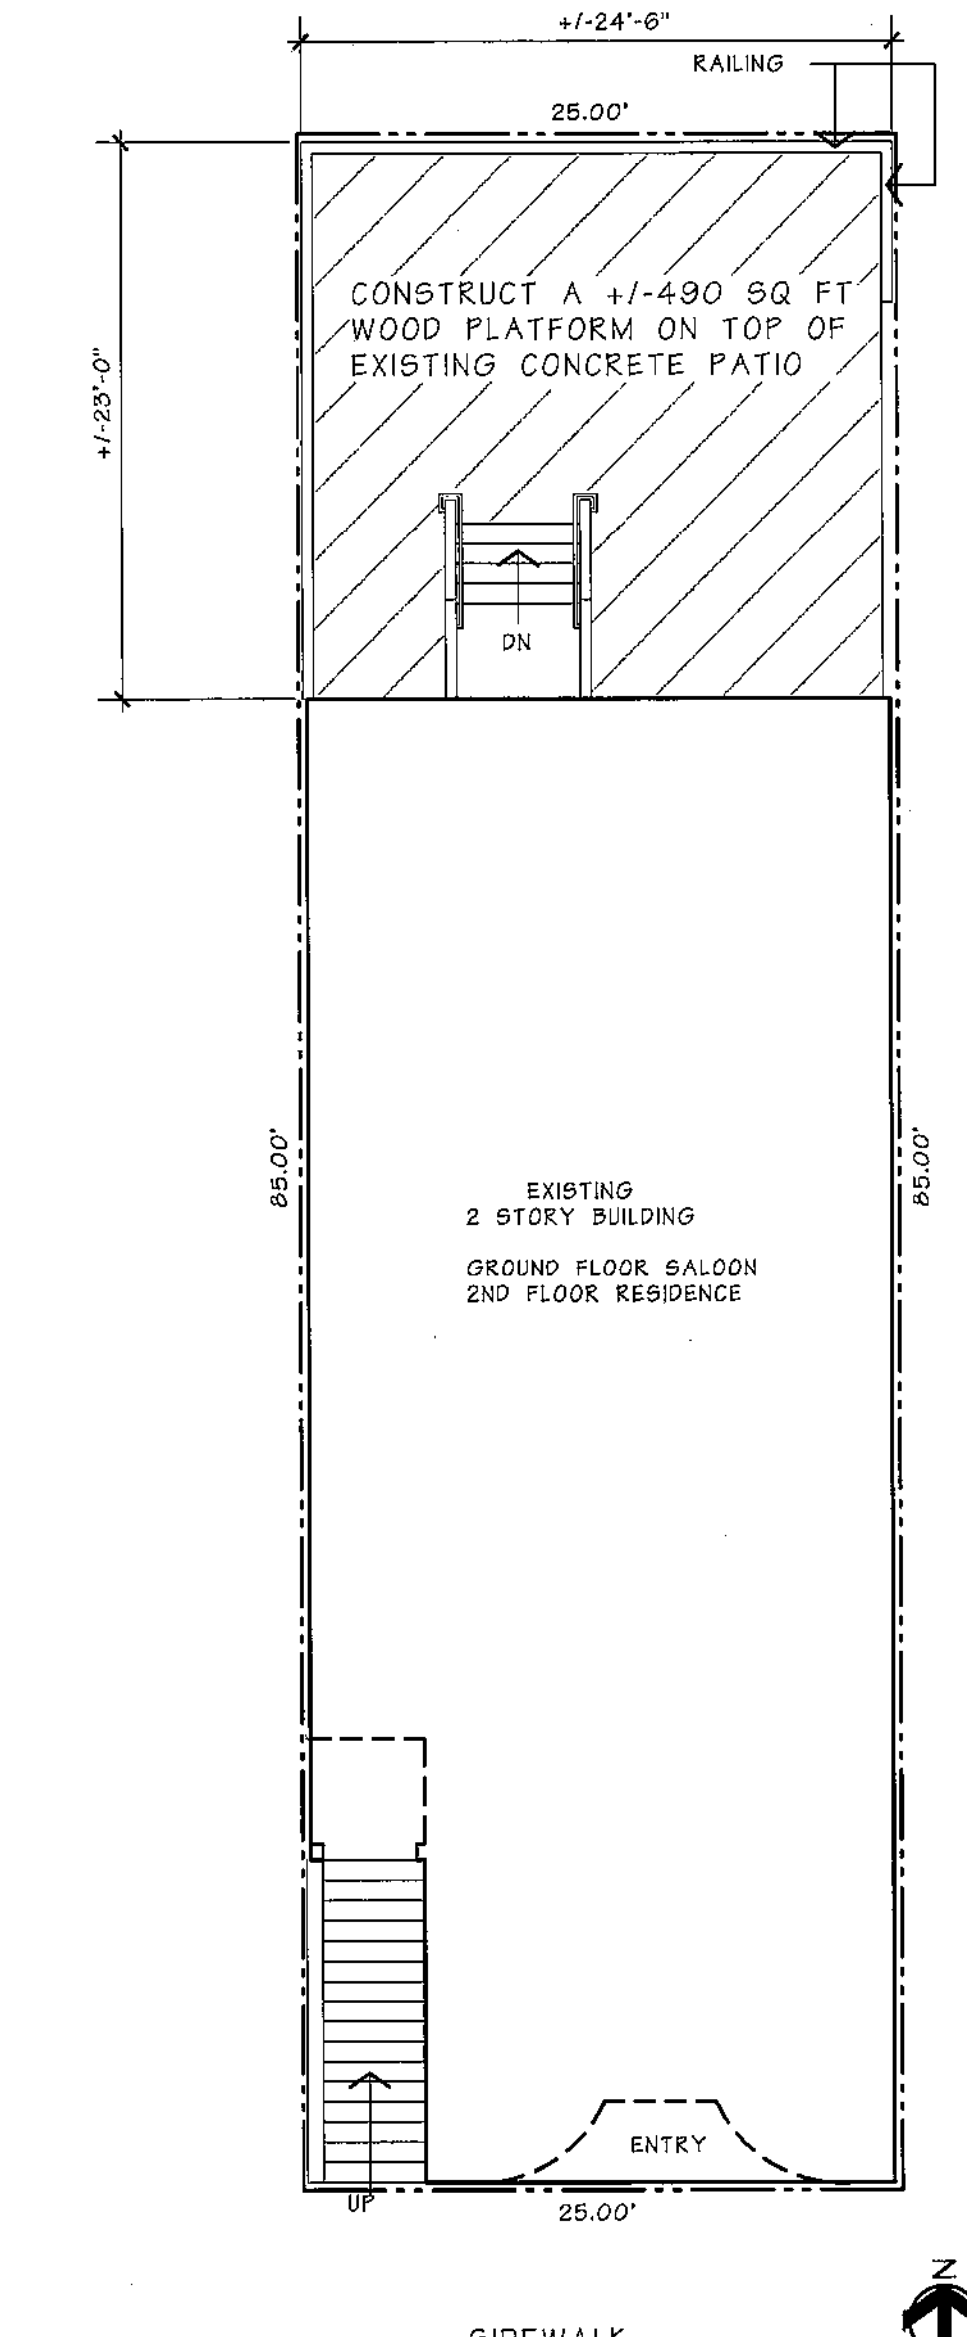 +/-24'-6"
RAILING
25.00'
+/-23'-0"
CONSTRUCT A +/-490 SQ FT
WOOD PLATFORM ON TOP OF
EXISTING CONCRETE PATIO
DN
85.00'
85.00'
EXISTING
2 STORY BUILDING
GROUND FLOOR SALOON
2ND FLOOR RESIDENCE
ENTRY
UP
25.00'
N
SIDEWALK